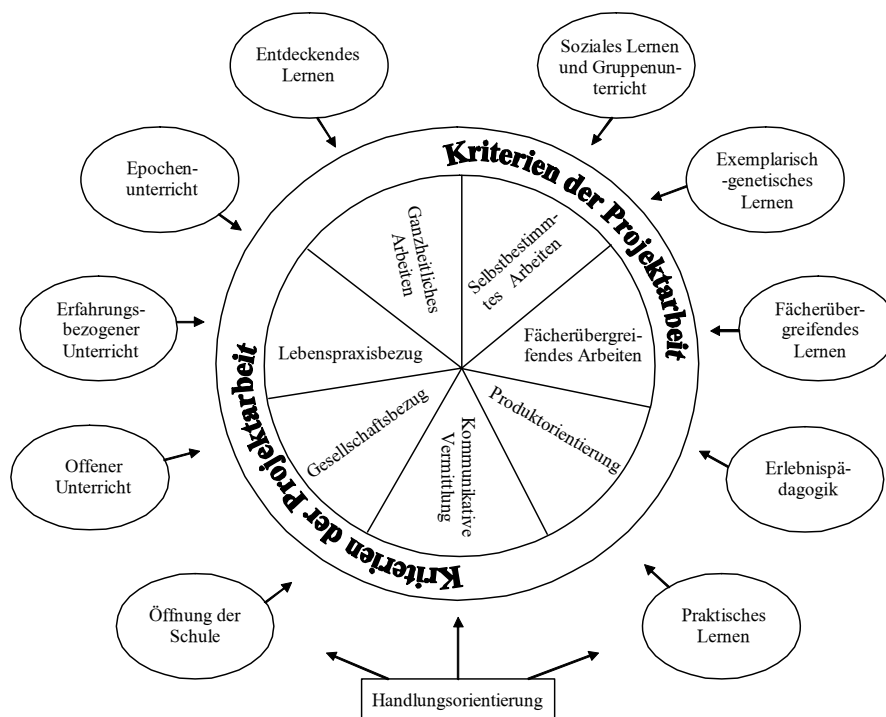 Entdeckendes
Lernen
Soziales Lernen
und Gruppenun-
terricht
Epochen-
unterricht
Exemplarisch
-genetisches
Lernen
Kriterien der Projektarbeit
Ganzheitliches
Arbeiten
Selbstbestimm-
tes Arbeiten
Erfahrungs-
bezogener
Unterricht
Lebenspraxisbezug
Fächerübergrei-
fendes Arbeiten
Fächerüber-
greifendes
Lernen
Gesellschaftsbezug
Kommunikative
Vermittlung
Produktorientierung
Offener
Unterricht
Erlebnispä-
dagogik
Kriterien der Projektarbeit
Öffnung der
Schule
Praktisches
Lernen
Handlungsorientierung